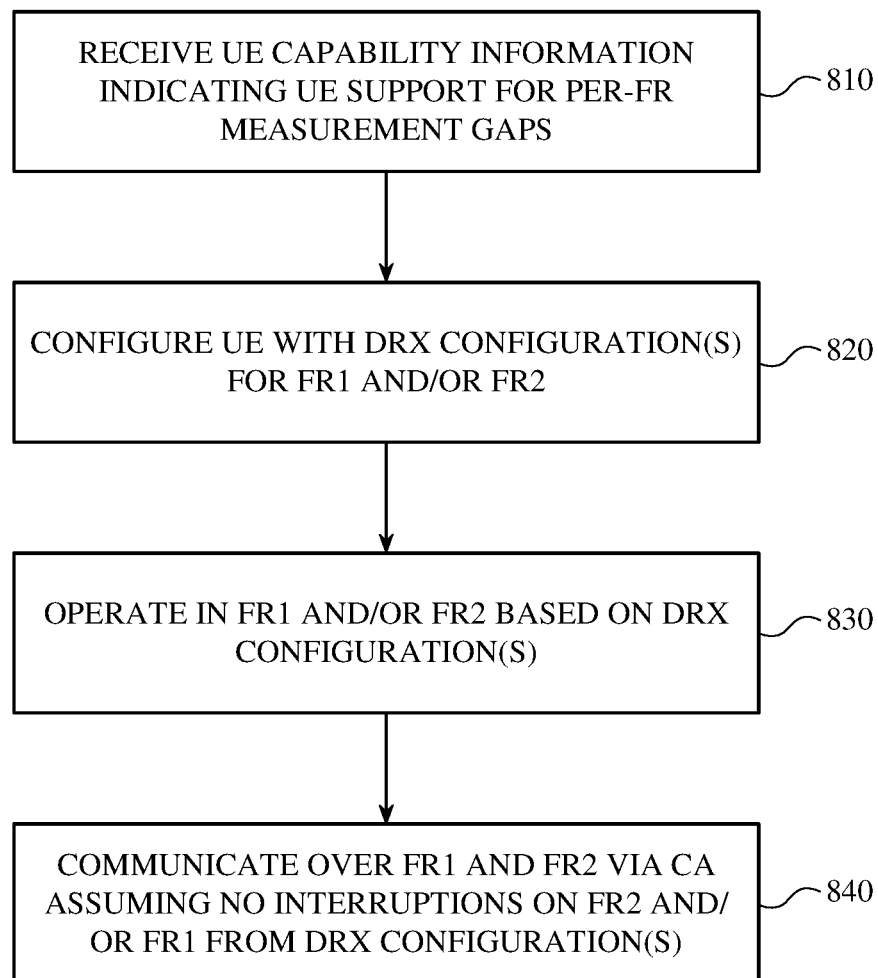 RECEIVE UE CAPABILITY INFORMATION
INDICATING UE SUPPORT FOR PER-FR
MEASUREMENT GAPS
810
CONFIGURE UE WITH DRX CONFIGURATION(S)
FOR FR1 AND/OR FR2
820
OPERATE IN FR1 AND/OR FR2 BASED ON DRX
CONFIGURATION(S)
830
COMMUNICATE OVER FR1 AND FR2 VIA CA
ASSUMING NO INTERRUPTIONS ON FR2 AND/
OR FR1 FROM DRX CONFIGURATION(S)
840